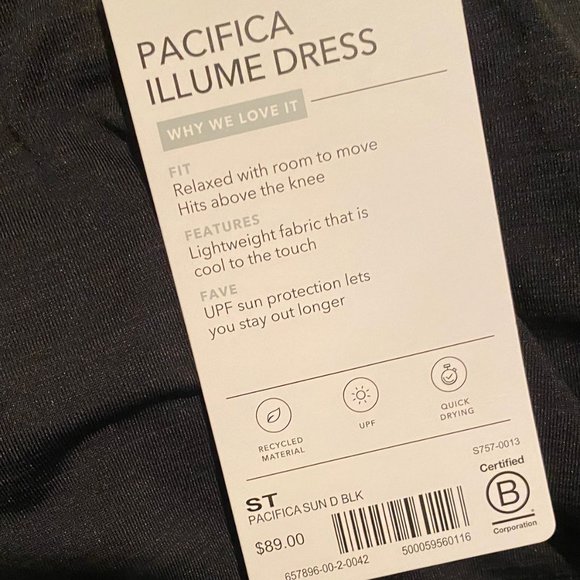 PACIFICA
ILLUME DRESS
WHY WE LOVE IT
FIT
Relaxed with room to move
Hits above the knee
FEATURES
Lightweight fabric that is
cool to the touch
FAVE
UPF sun protection lets
you stay out longer
RECYCLED
MATERIAL
UPF
QUICK
DRYING
S757-0013
ST
PACIFICA SUN D BLK
$89.00
657896-00-2-0042
500059560116
Certified
B
Corporation